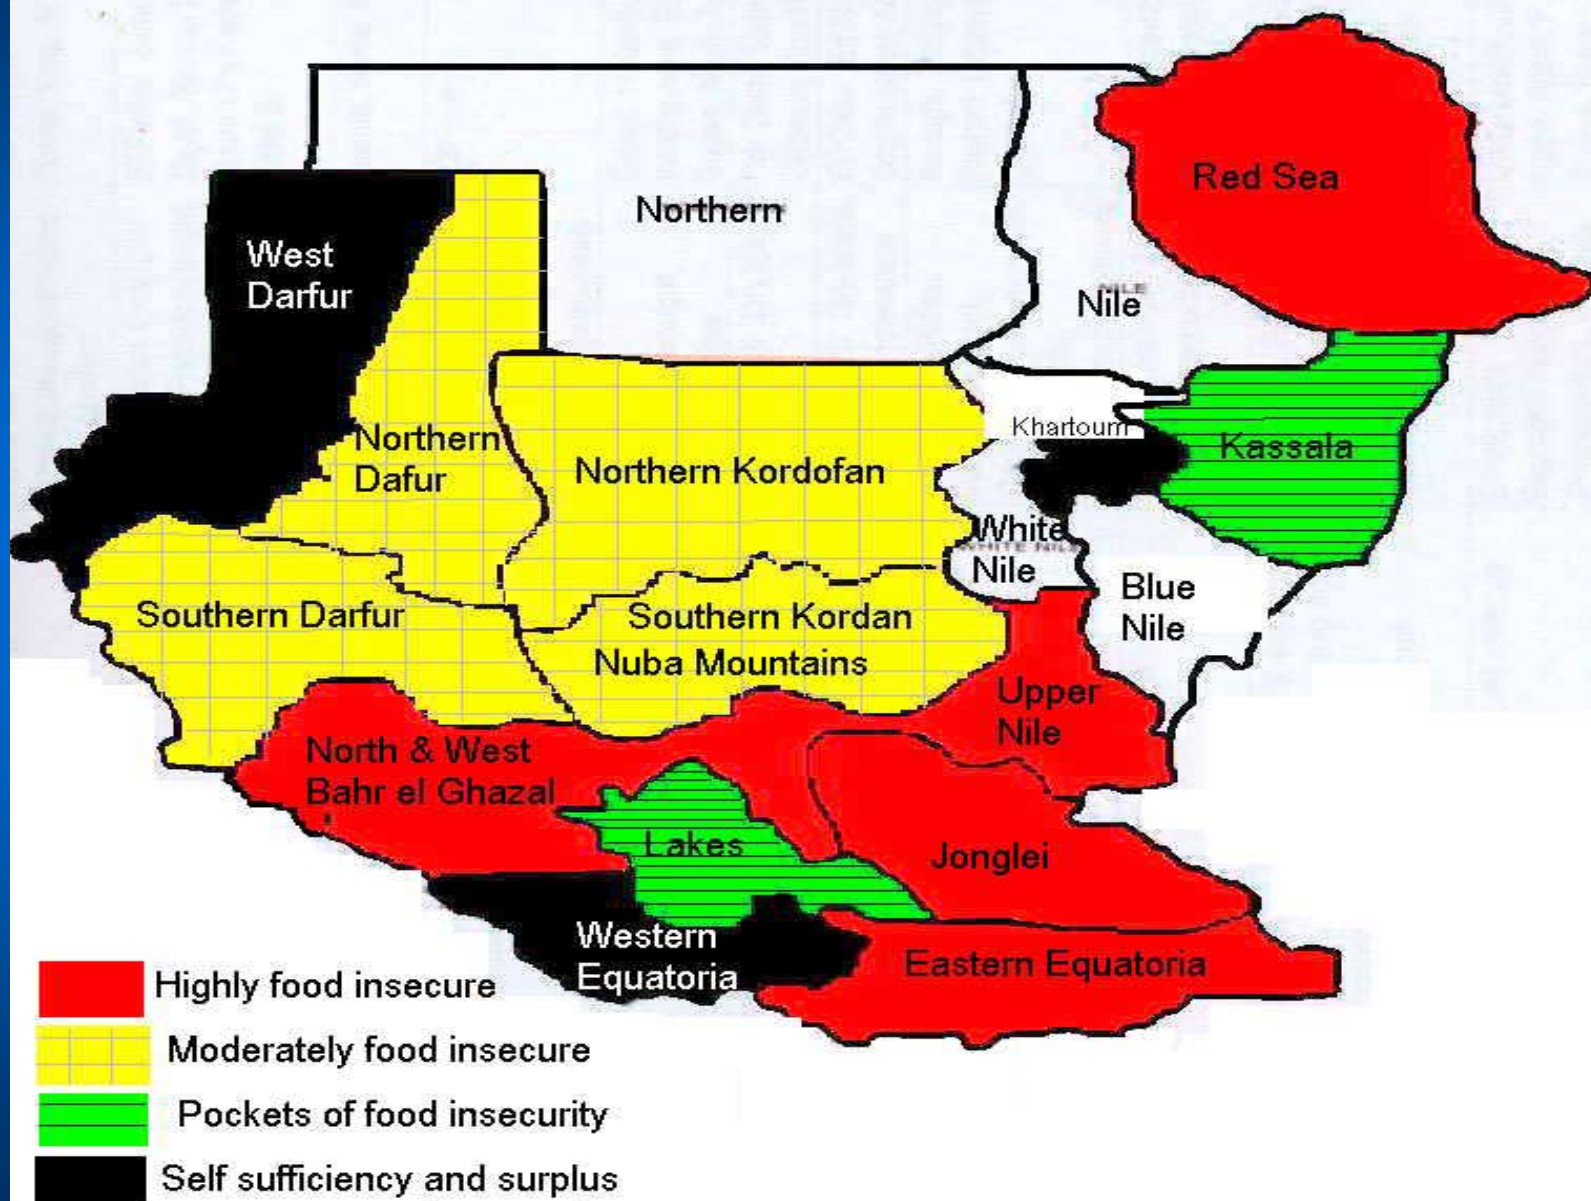 Red Sea
Northern
West
Darfur
Nile
Northern
Dafur
Northern Kordofan
Khartoum
Kassala
White
WHITE NILE
Nile
Blue
Nile
Southern Darfur
Southern Kordan
Nuba Mountains
Upper
Nile
North & West
Bahr el Ghazal
Lakes
Jonglei
Western
Equatoria
Eastern Equatoria
Highly food insecure
Moderately food insecure
Pockets of food insecurity
Self sufficiency and surplus